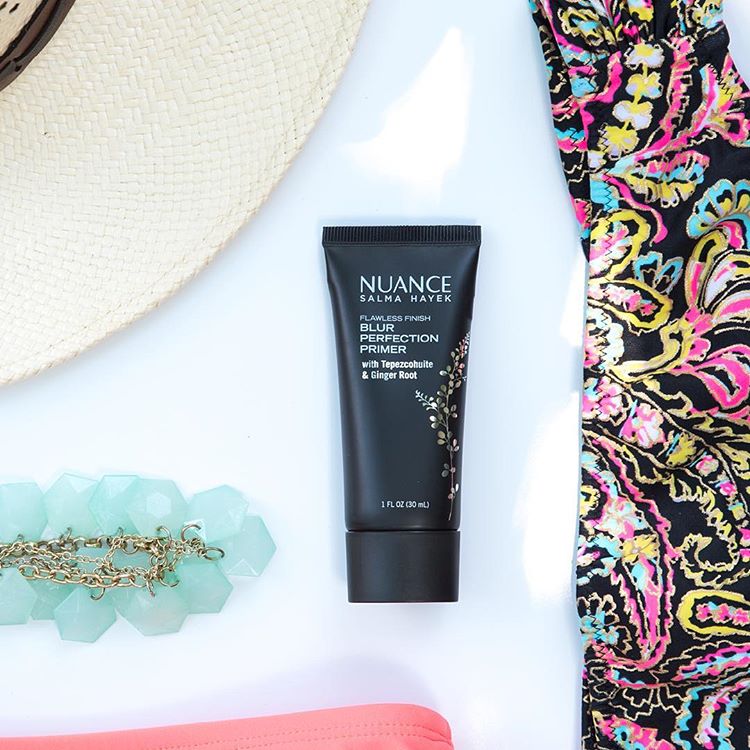 NUANCE
SALMA HAYEK
FLAWLESS FINISH
BLUR
PERFECTION
PRIMER
with Tepezcohuite
& Ginger Root
1 FL OZ (30 mL)